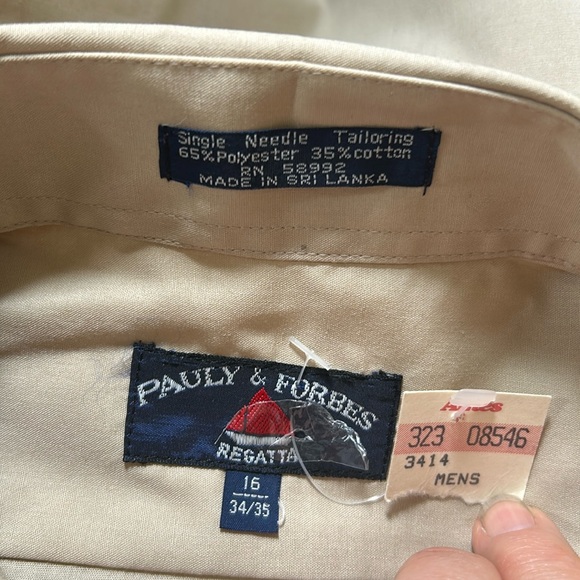 Single Needle Tailoring
65%Polyester 35%cotton
RN 58992
MADE IN SRI LANKA
PAULY & FORBES
REGATTA
16
34/35
323 08546
3414
MENS